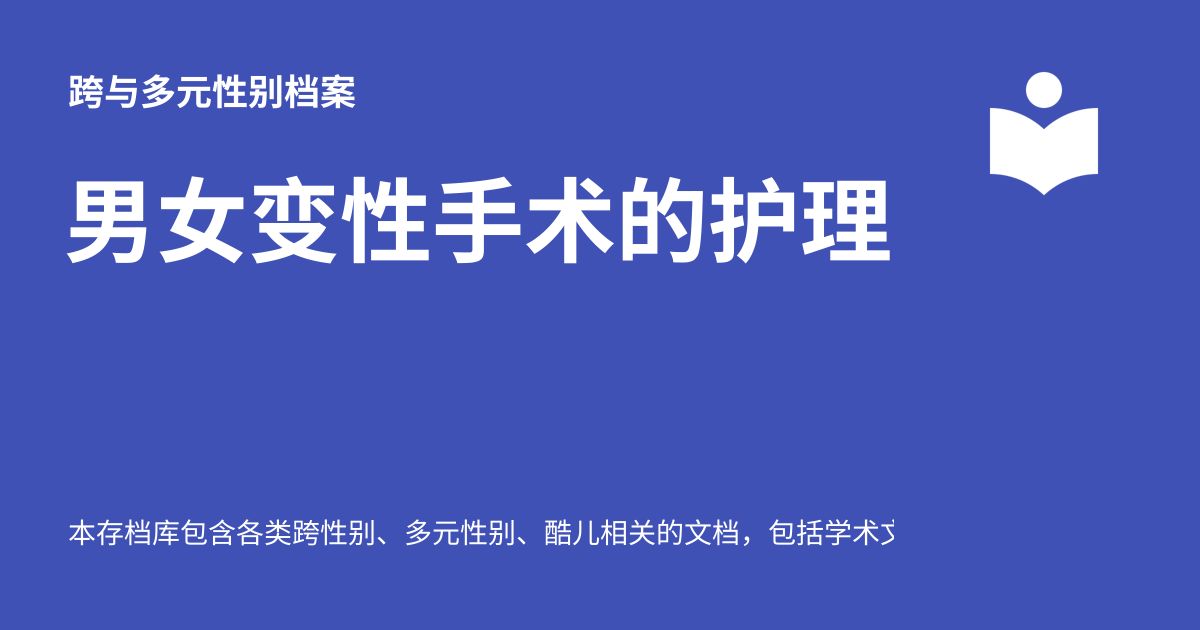 跨与多元性别档案
男女变性手术的护理
本存档库包含各类跨性别、多元性别、酷儿相关的文档，包括学术